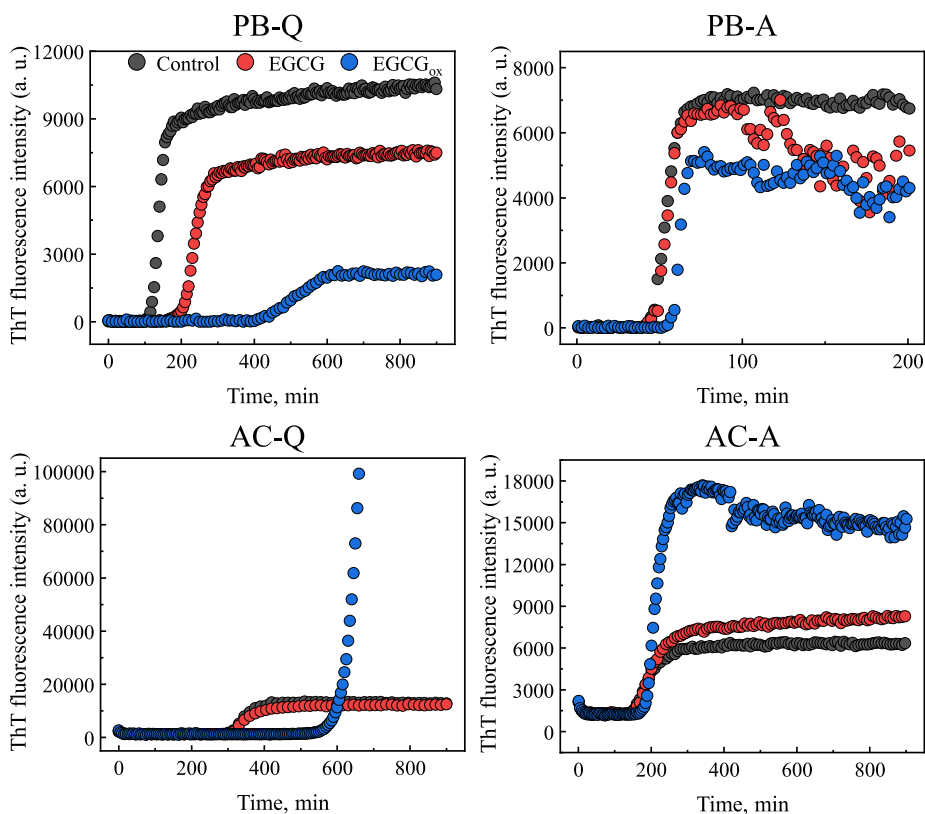 PB-Q
ThT fluorescence intensity (a. u.)
12000
9000
6000
3000
0
Control EGCG EGCGox
0 200 400 600 800
Time, min
PB-A
ThT fluorescence intensity (a. u.)
8000
6000
4000
2000
0
0 100 200
Time, min
AC-Q
ThT fluorescence intensity (a. u.)
100000
80000
60000
40000
20000
0
0 200 400 600 800
Time, min
AC-A
ThT fluorescence intensity (a. u.)
18000
15000
12000
9000
6000
3000
0
0 200 400 600 800
Time, min